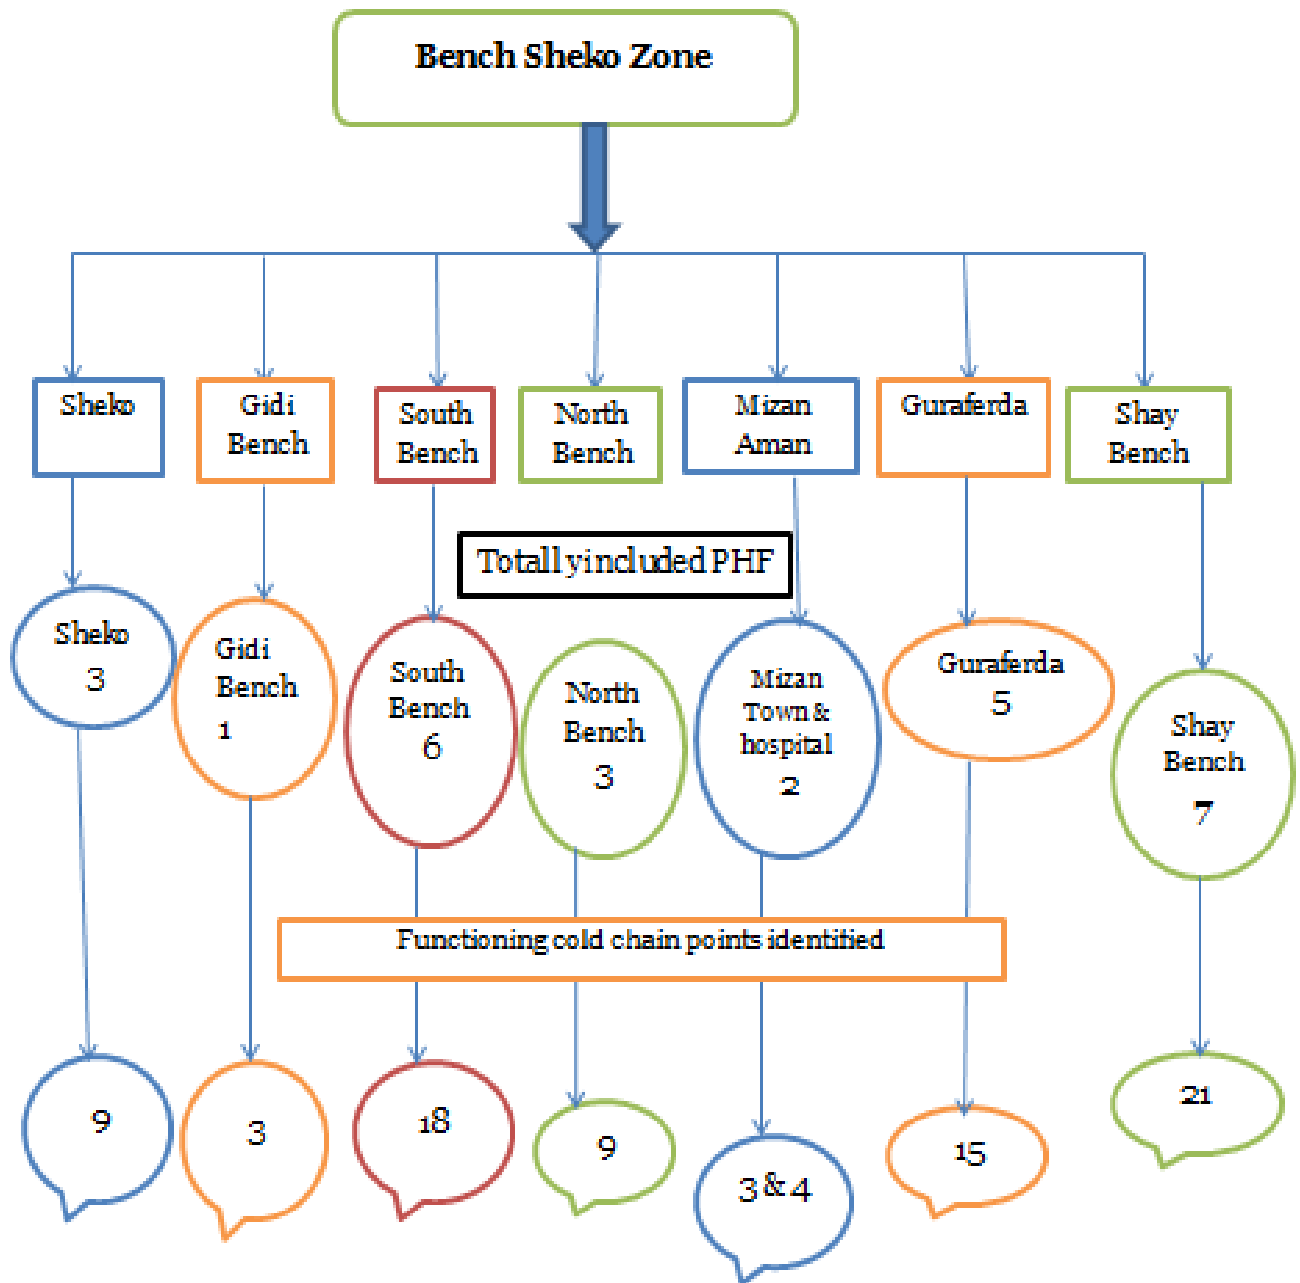 Bench Sheko Zone
Sheko
Gidi
Bench
South
Bench
North
Bench
Mizan
Aman
Guraferda
Shay
Bench
Totallyincluded PHF
Sheko
3
Gidi
Bench
1
South
Bench
6
North
Bench
3
Mizan
Town &
hospital
2
Guraferda
5
Shay
Bench
7
Functioning cold chain points identified
9
3
18
9
3 & 4
15
21